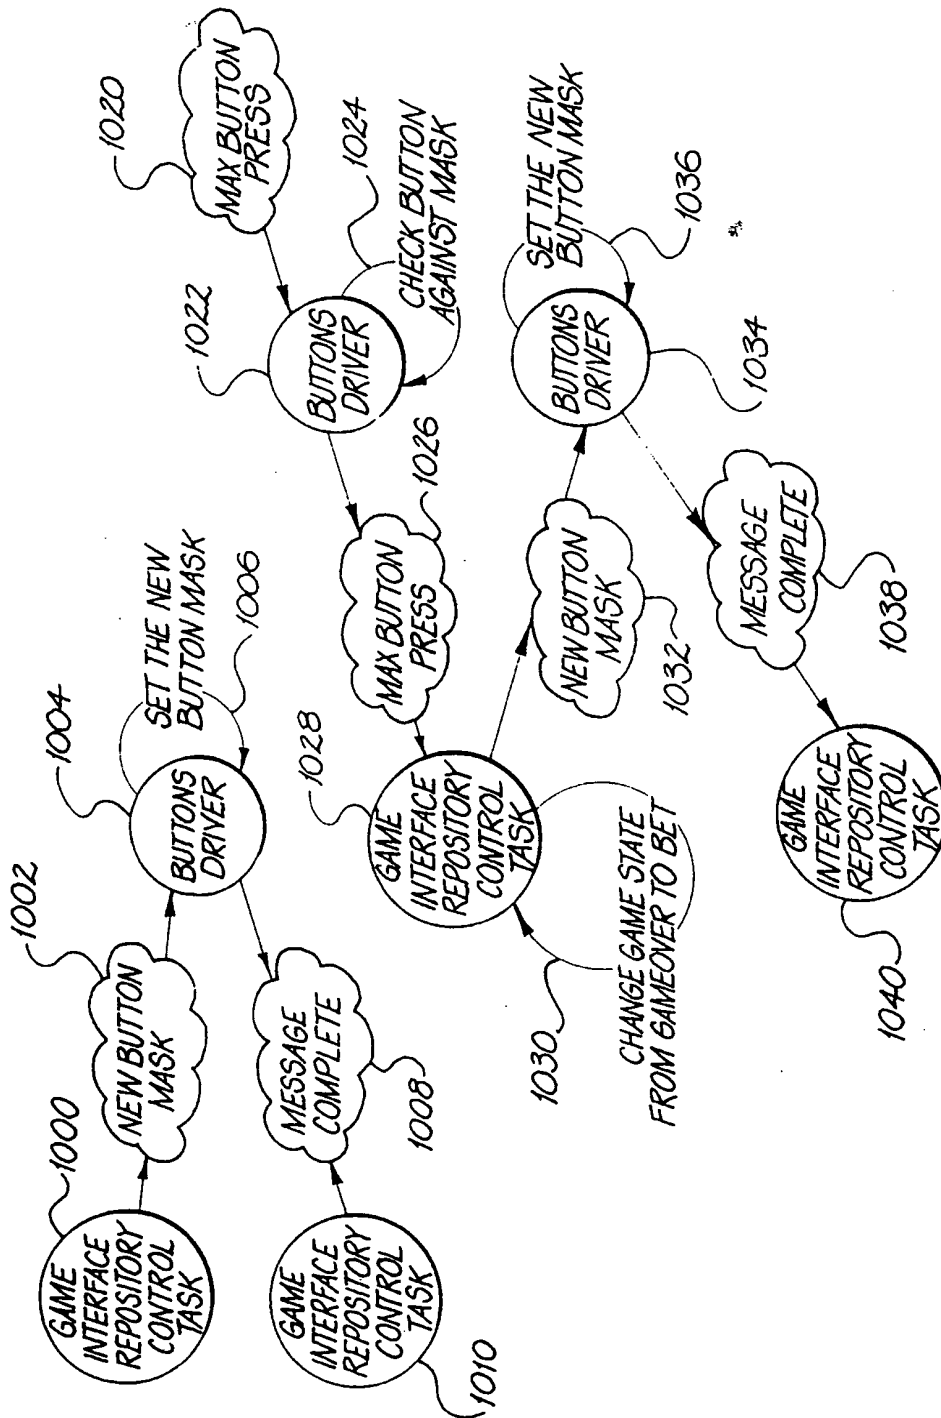 1000
GAME
INTERFACE
REPOSITORY
CONTROL
TASK
1002
NEW BUTTON
MASK
1004
BUTTONS
DRIVER
SET THE NEW
BUTTON MASK
1006
MESSAGE
COMPLETE
1008
GAME
INTERFACE
REPOSITORY
CONTROL
TASK
1010
1020
MAX BUTTON
PRESS
1022
BUTTONS
DRIVER
1024
CHECK BUTTON
AGAINST MASK
MAX BUTTON
PRESS
1026
1028
GAME
INTERFACE
REPOSITORY
CONTROL
TASK
1030
CHANGE GAME STATE
FROM GAMEOVER TO BET
NEW BUTTON
MASK
1032
BUTTONS
DRIVER
1034
SET THE NEW
BUTTON MASK
1036
MESSAGE
COMPLETE
1038
GAME
INTERFACE
REPOSITORY
CONTROL
TASK
1040